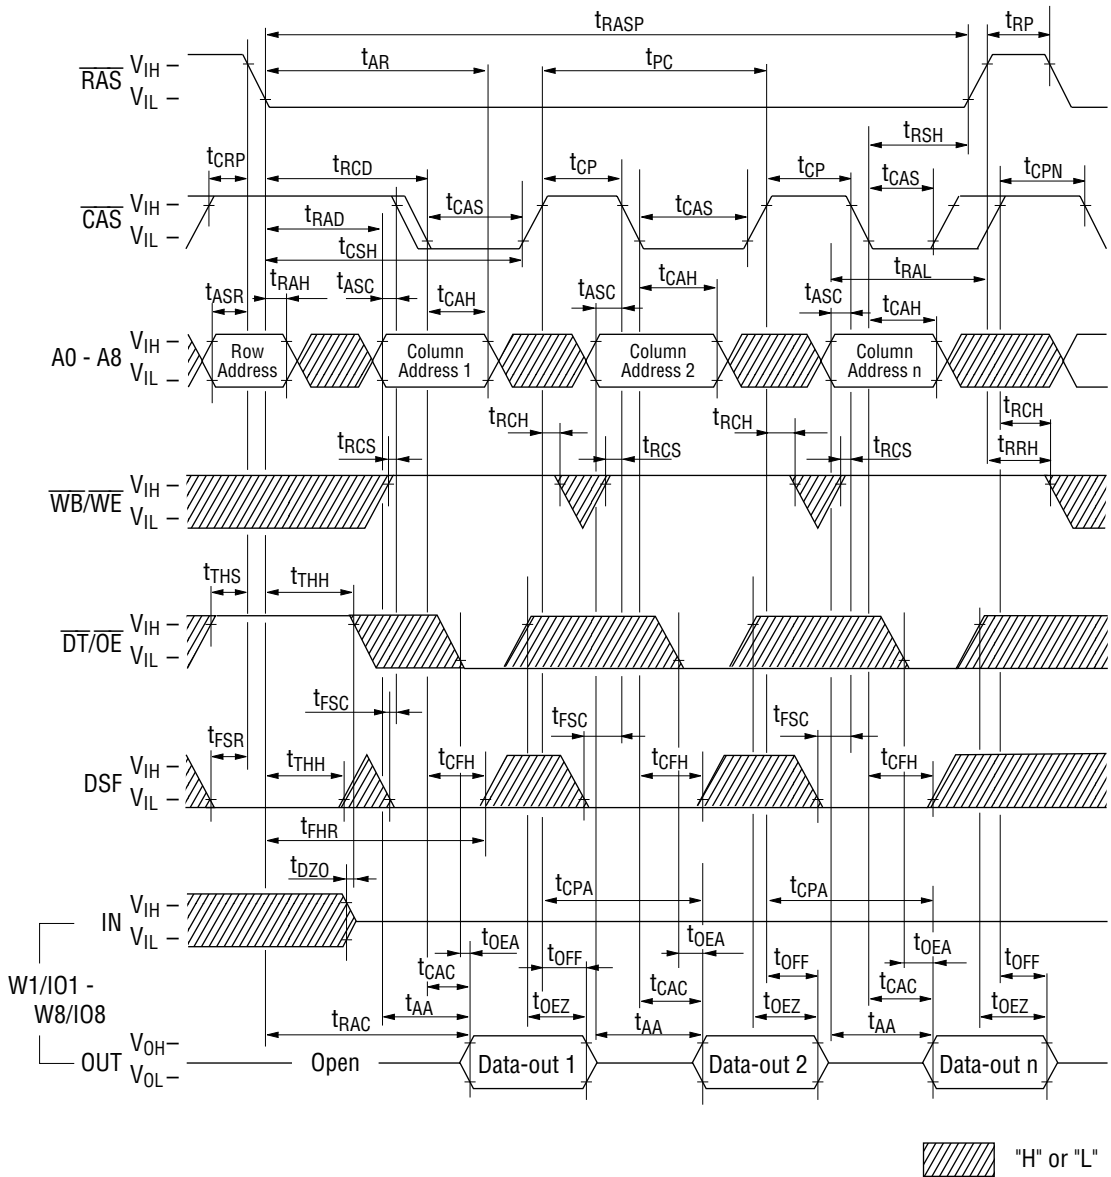 tRASP tRP
tAR tPC
RAS VIH –
VIL –
tRSH
tCRP tRCD tCP tCP tCAS tCPN
CAS VIH –
VIL –
tRAD tCAS tCAS
tCSH
tRAL
tASR tRAH tASC tCAH tASC tCAH tASC tCAH
A0 - A8 VIH –
VIL –
Row Address
Column Address 1
Column Address 2
Column Address n
tRCH tRCH tRCH
tRCS tRCS tRCS tRRH
WB/WE VIH –
VIL –
tTHS tTHH
DT/OE VIH –
VIL –
tFSC tFSC tFSC
tFSR tTHH tCFH tCFH tCFH
DSF VIH –
VIL –
tFHR
tDZO
tCPA tCPA
IN VIH –
VIL –
tOEA tOEA tOEA
tCAC tOFF tCAC tOFF tCAC tOFF
W1/IO1 -
W8/IO8
tAA tOEZ tAA tOEZ tAA tOEZ
tRAC
OUT VOH –
VOL –
Open Data-out 1 Data-out 2 Data-out n
"H" or "L"